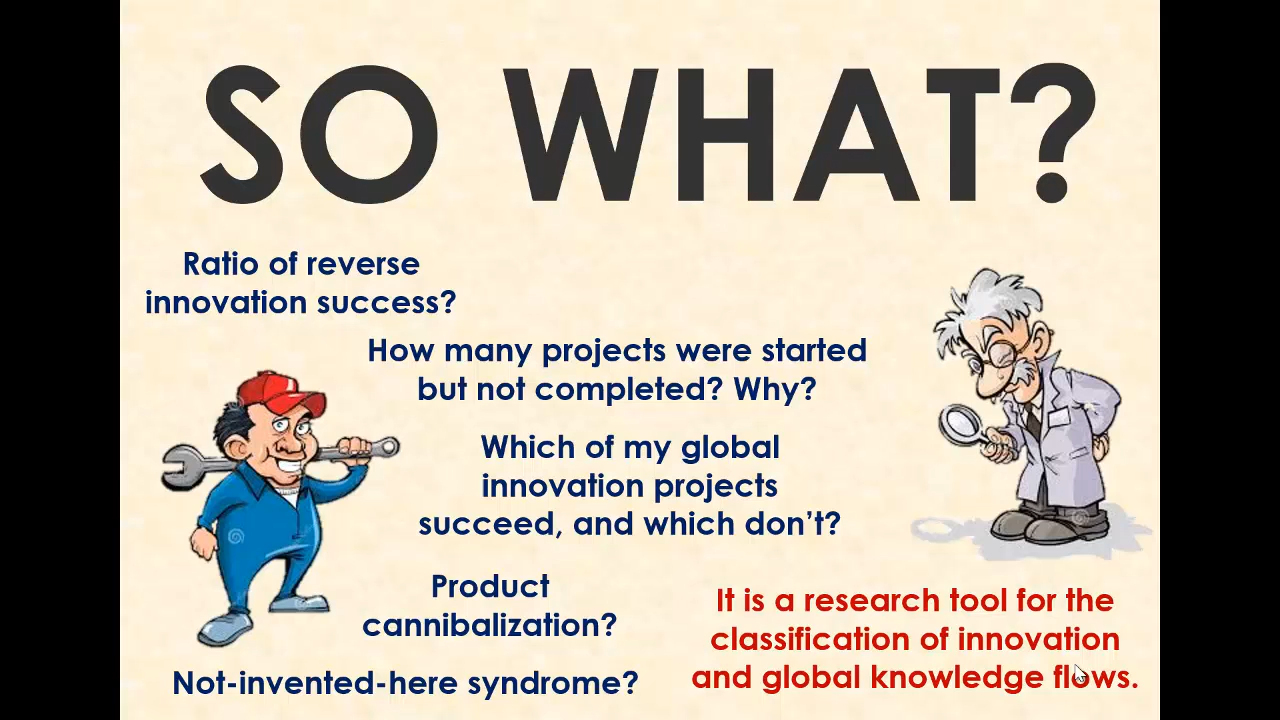 SO WHAT?
Ratio of reverse
innovation success?
How many projects were started
but not completed? Why?
Which of my global
innovation projects
succeed, and which don’t?
Product
cannibalization?
Not-invented-here syndrome?
It is a research tool for the
classification of innovation
and global knowledge flows.